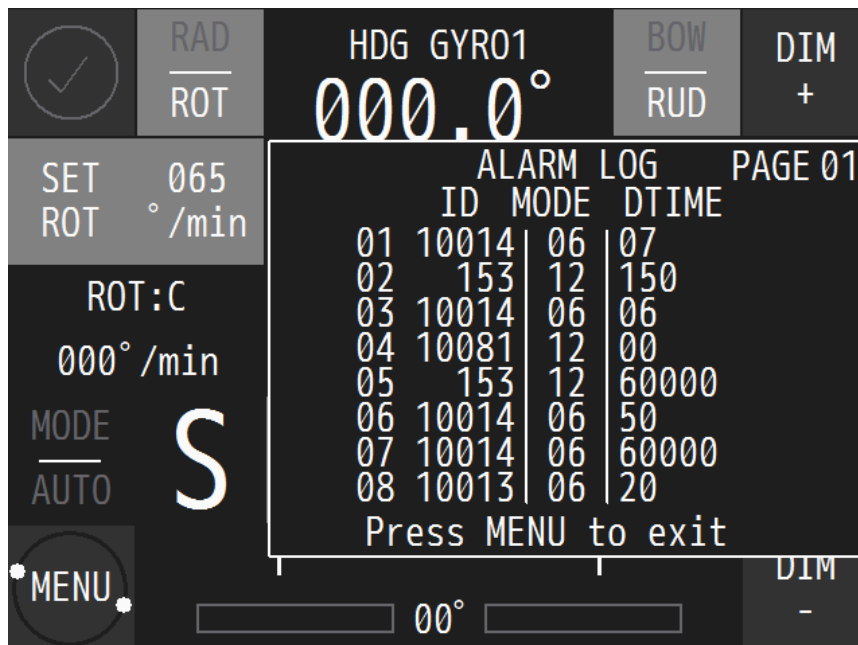 RAD
ROT
HDG GYRO1
000.0°
BOW
RUD
DIM
+
SET 065
ROT °/min
ROT:C
000°/min
MODE
AUTO
S
MENU
ALARM LOG PAGE 01
ID MODE DTIME
01 10014 06 07
02 153 12 150
03 10014 06 06
04 10081 12 00
05 153 12 60000
06 10014 06 50
07 10014 06 60000
08 10013 06 20
Press MENU to exit
00°
DIM
-